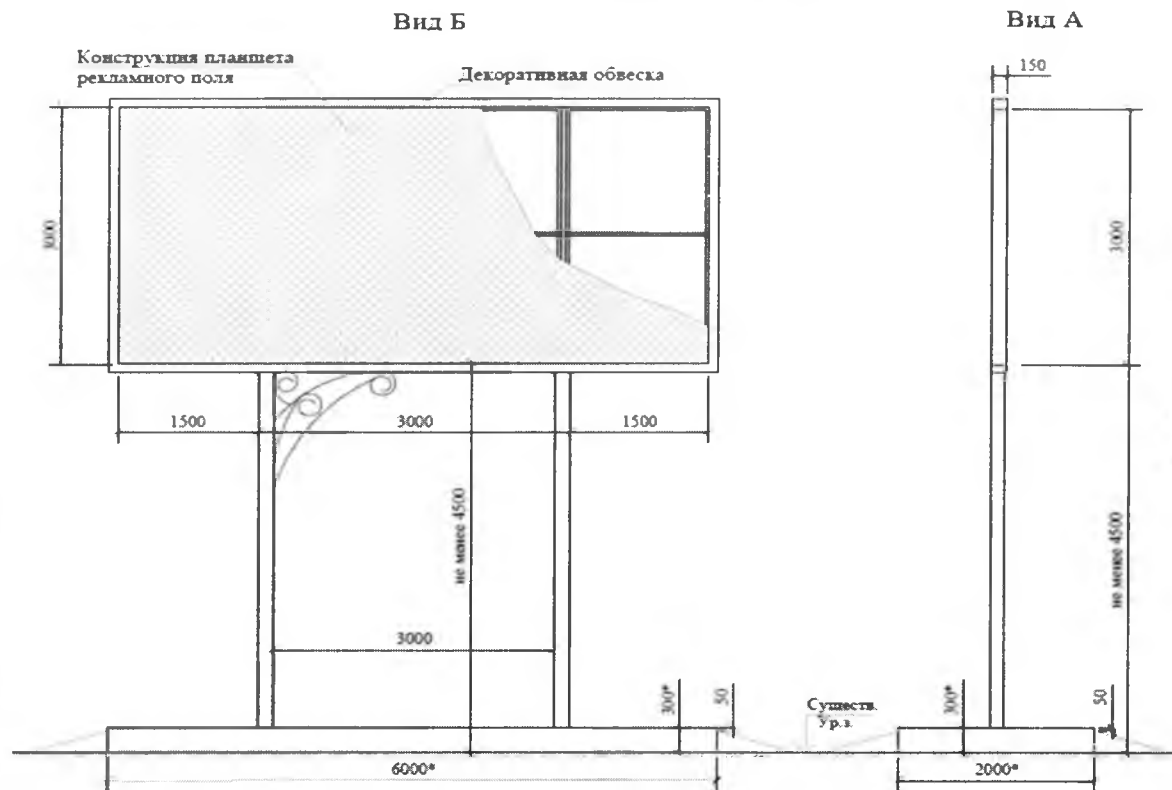 Вид Б
Вид А
Конструкция планшета
рекламного поля
Декоративная обвеска
150
3000
3000
1500
3000
1500
не менее 4500
не менее 4500
3000
300*
50
Существ.
Ур.з.
300*
50
6000*
2000*